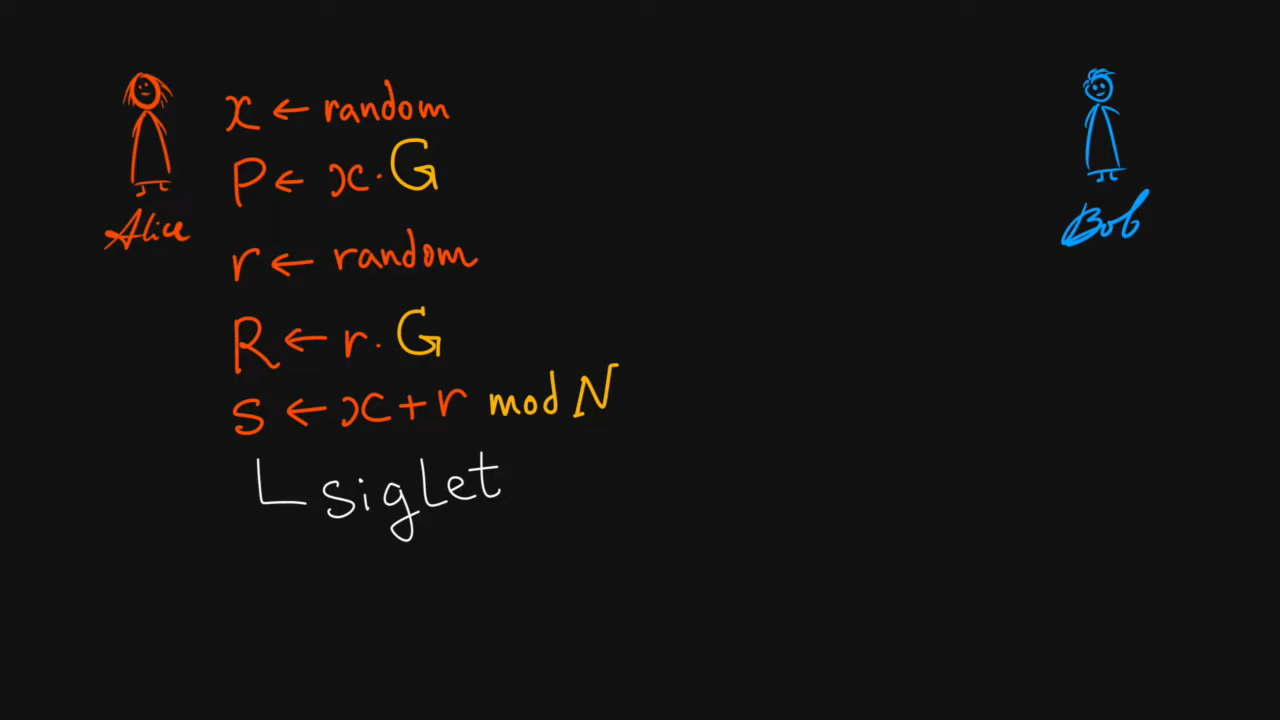 x ← random
P ← x · G
r ← random
R ← r · G
s ← x + r mod N
siglet
Alice
Bob